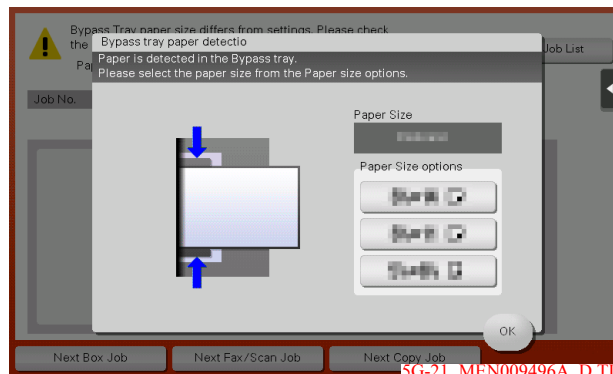 Bypass Tray paper size differs from settings. Please check
the
Pa
Job List
Bypass tray paper detectio
Paper is detected in the Bypass tray.
Please select the paper size from the Paper size options.
Job No.
Paper Size
Paper Size options
OK
Next Box Job
Next Fax/Scan Job
Next Copy Job